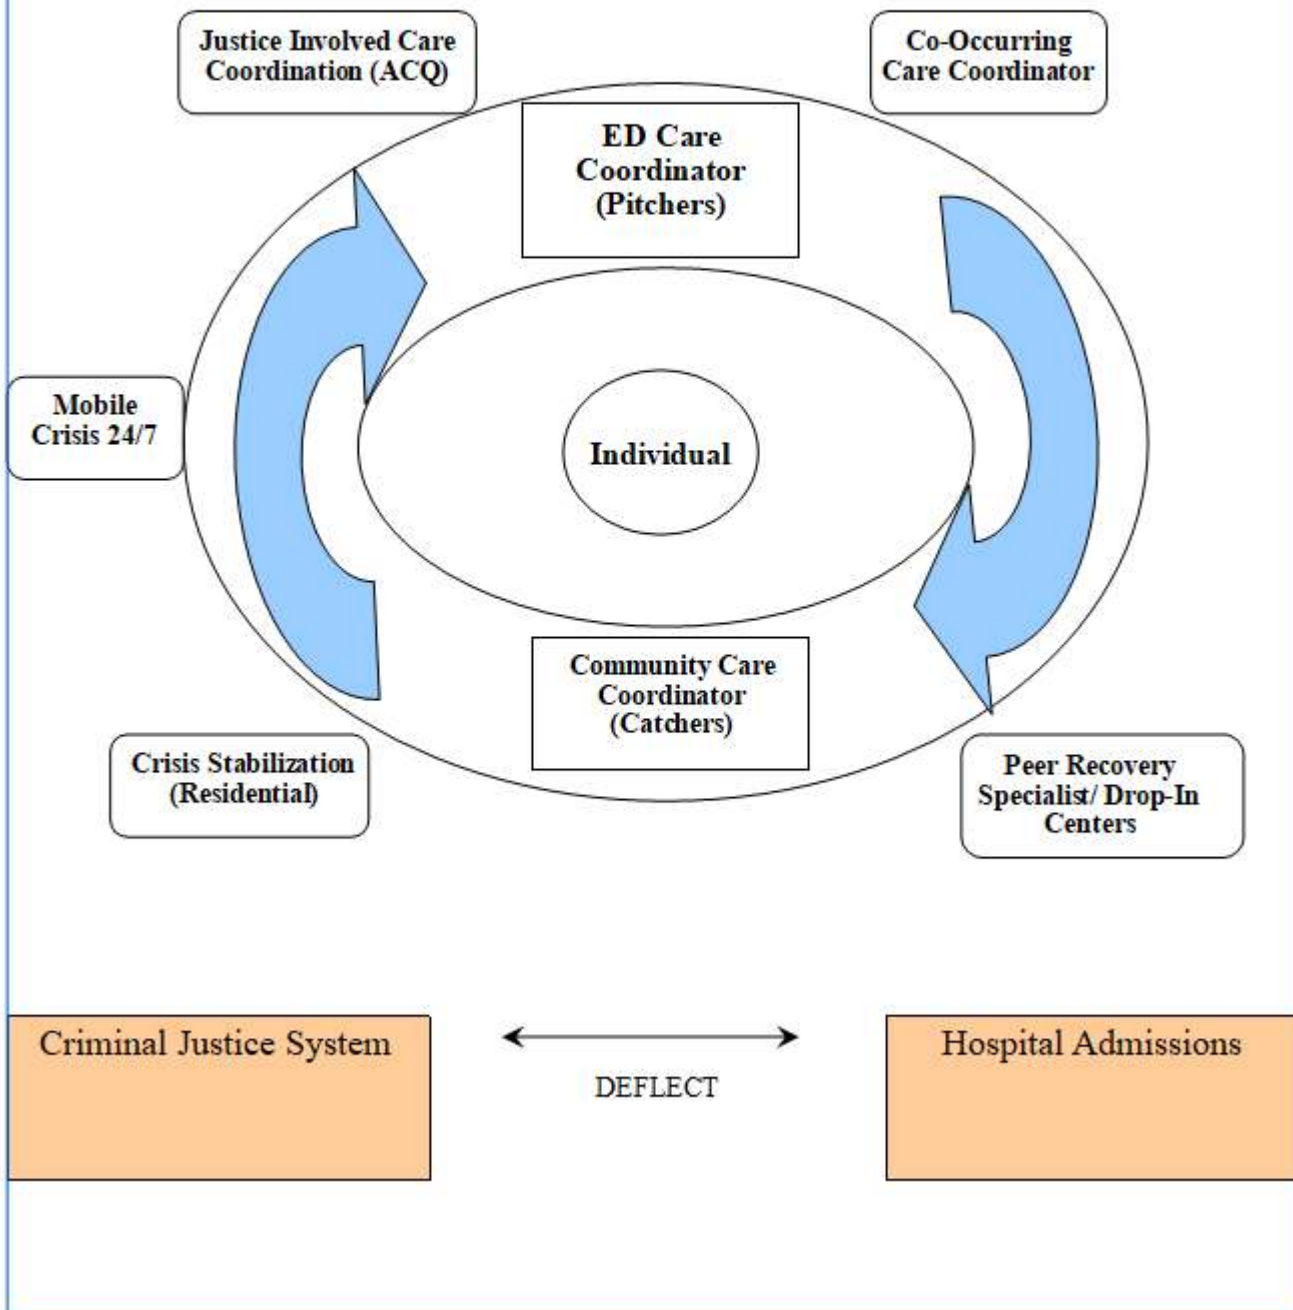 Justice Involved Care
Coordination (ACQ)
Co-Occurring
Care Coordinator
ED Care
Coordinator
(Pitchers)
Mobile
Crisis 24/7
Individual
Community Care
Coordinator
(Catchers)
Crisis Stabilization
(Residential)
Peer Recovery
Specialist/ Drop-In
Centers
Criminal Justice System
DEFLECT
Hospital Admissions